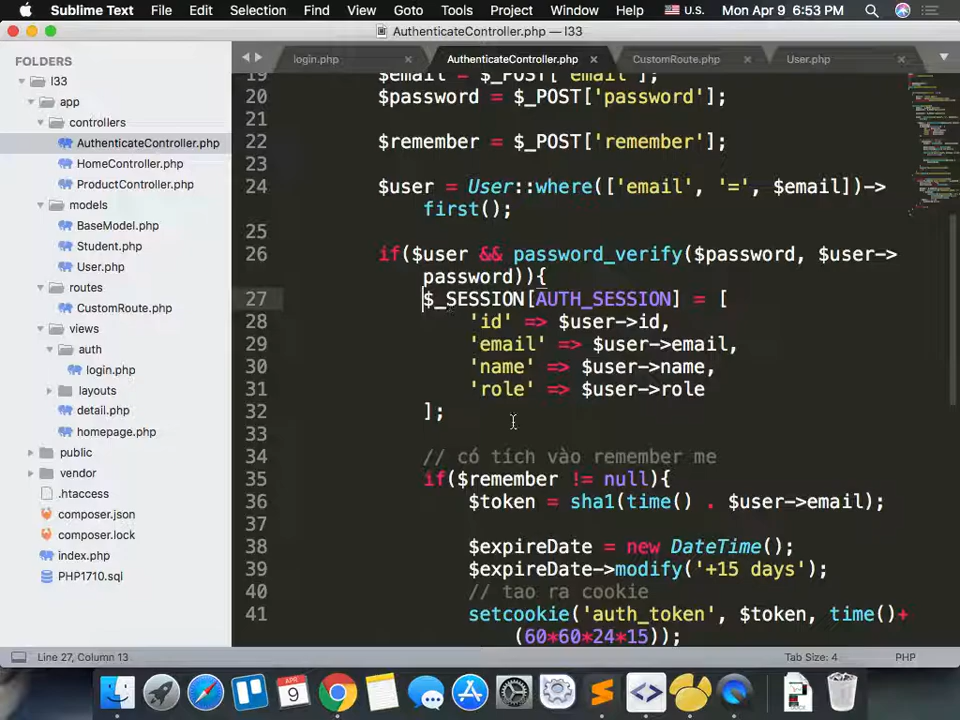 Sublime Text File Edit Selection Find View Goto Tools Project Window Help U.S. Mon Apr 9 6:53 PM
AuthenticateController.php — l33
FOLDERS
l33
app
controllers
AuthenticateController.php
HomeController.php
ProductController.php
models
BaseModel.php
Student.php
User.php
routes
CustomRoute.php
views
auth
login.php
layouts
detail.php
homepage.php
public
vendor
.htaccess
composer.json
composer.lock
index.php
PHP1710.sql
login.php AuthenticateController.php CustomRoute.php User.php
19 $email = $_POST['email'];
20 $password = $_POST['password'];
21
22 $remember = $_POST['remember'];
23
24 $user = User::where(['email', '=', $email])->
first();
25
26 if($user && password_verify($password, $user->
password)){
27 $_SESSION[AUTH_SESSION] = [
28 'id' => $user->id,
29 'email' => $user->email,
30 'name' => $user->name,
31 'role' => $user->role
32 ];
33
34 // có tích vào remember me
35 if($remember != null){
36 $token = sha1(time() . $user->email);
37
38 $expireDate = new DateTime();
39 $expireDate->modify('+15 days');
40 // tao ra cookie
41 setcookie('auth_token', $token, time()+
(60*60*24*15));
Line 27, Column 13 Tab Size: 4 PHP
APR
9